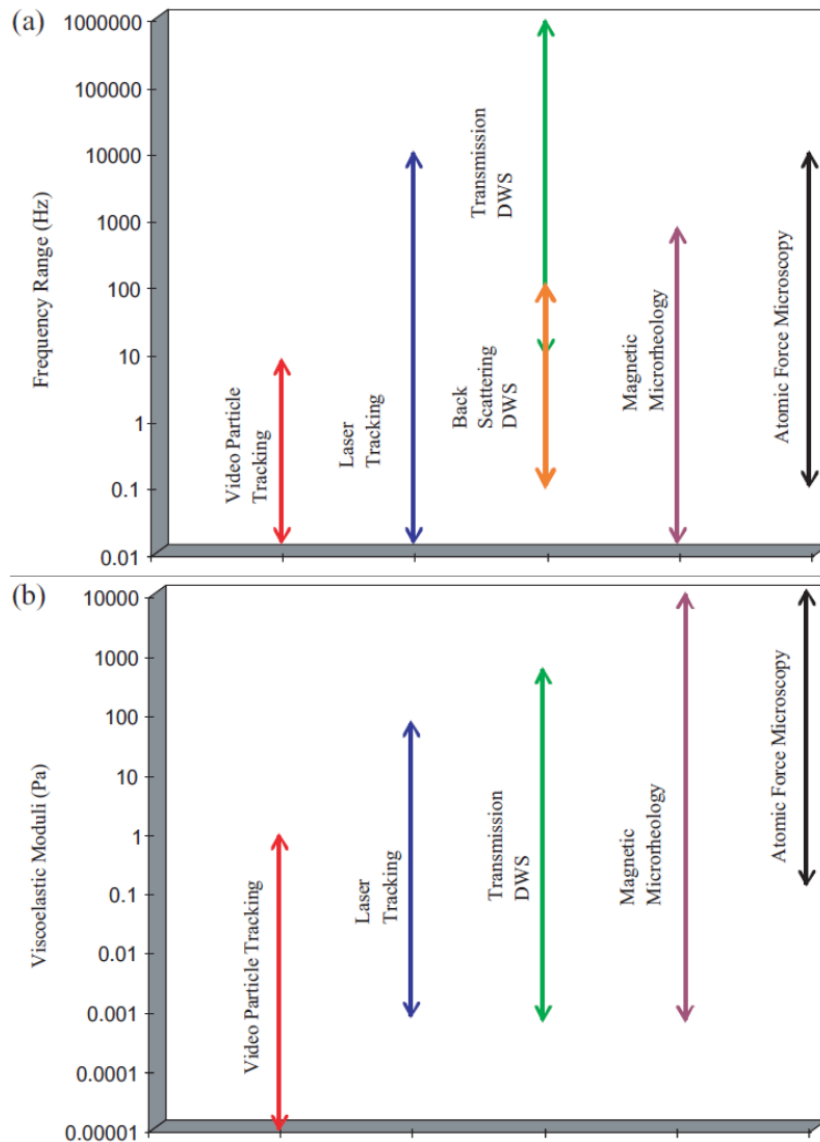 (a)
1000000
100000
10000
1000
100
10
1
0.1
0.01
Frequency Range (Hz)
Video Particle
Tracking
Laser
Tracking
Transmission
DWS
Back
Scattering
DWS
Magnetic
Microrheology
Atomic Force Microscopy
(b)
10000
1000
100
10
1
0.1
0.01
0.001
0.0001
0.00001
Viscoelastic Moduli (Pa)
Video Particle Tracking
Laser
Tracking
Transmission
DWS
Magnetic
Microrheology
Atomic Force Microscopy